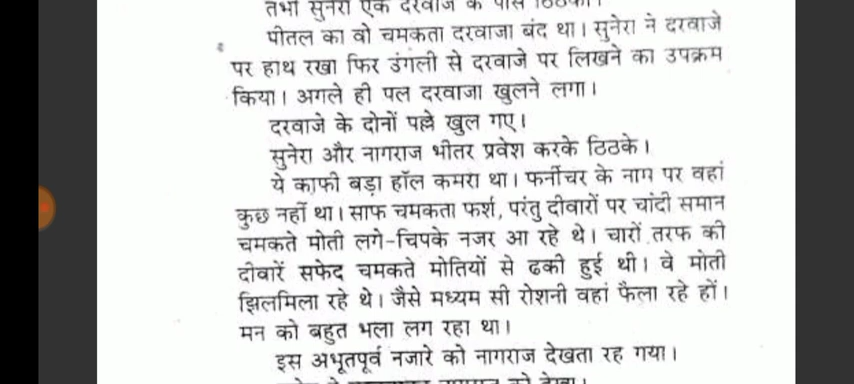 तभी सुनेरा एक दरवाजे के पास ठिठकी।
पीतल का वो चमकता दरवाजा बंद था। सुनेरा ने दरवाजे
पर हाथ रखा फिर उंगली से दरवाजे पर लिखने का उपक्रम
किया। अगले ही पल दरवाजा खुलने लगा।
दरवाजे के दोनों पल्ले खुल गए।
सुनेरा और नागराज भीतर प्रवेश करके ठिठके।
ये काफी बड़ा हॉल कमरा था। फर्नीचर के नाम पर वहां
कुछ नहीं था। साफ चमकता फर्श, परंतु दीवारों पर चांदी समान
चमकते मोती लगे-चिपके नजर आ रहे थे। चारों तरफ की
दीवारें सफेद चमकते मोतियों से ढकी हुई थी। वे मोती
झिलमिला रहे थे। जैसे मध्यम सी रोशनी वहां फैला रहे हों।
मन को बहुत भला लग रहा था।
इस अभूतपूर्व नजारे को नागराज देखता रह गया।
को देखा।